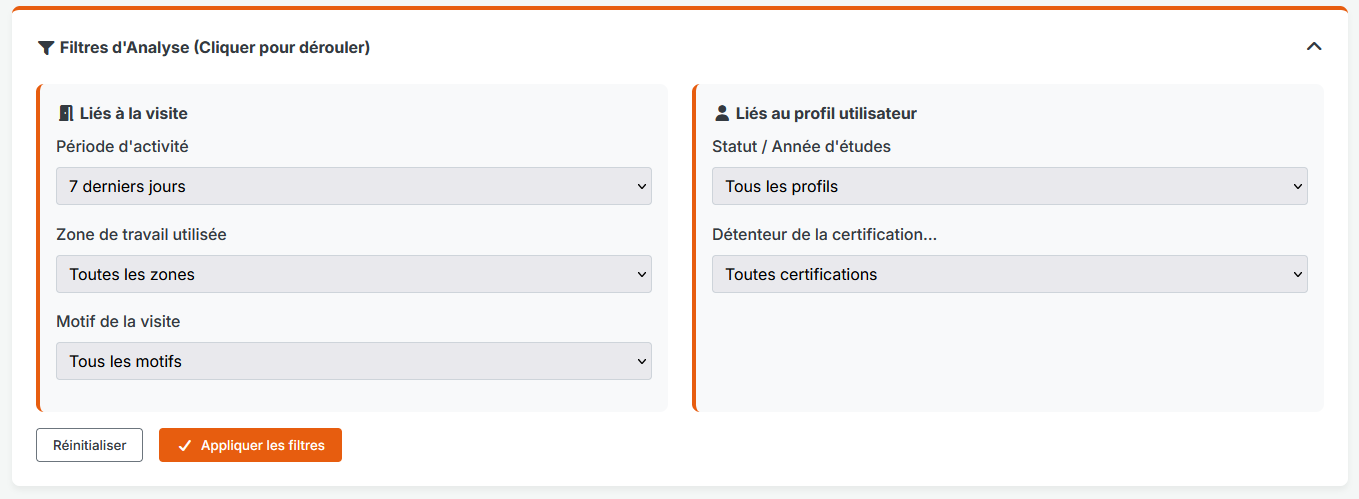 Filtres d'Analyse (Cliquer pour dérouler)
Liés à la visite
Période d'activité
7 derniers jours
Zone de travail utilisée
Toutes les zones
Motif de la visite
Tous les motifs
Liés au profil utilisateur
Statut / Année d'études
Tous les profils
Détenteur de la certification...
Toutes certifications
Réinitialiser
Appliquer les filtres